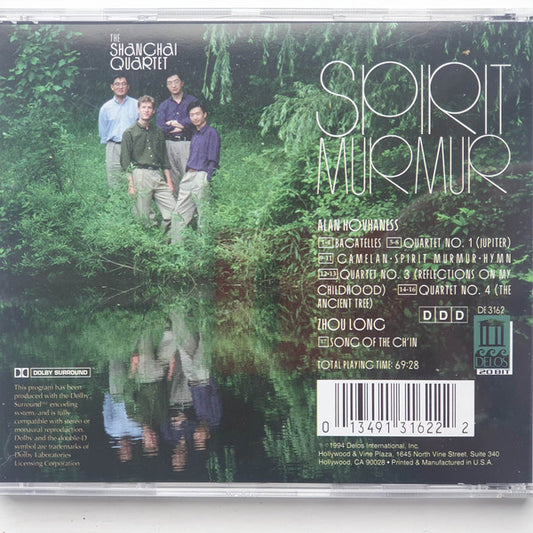 THE
SHANGHAI
QUARTET
SPIRIT
MURMUR
ALAN HOVHANESS
1-4 BAGATELLES 5-8 QUARTET NO. 1 (JUPITER)
9-11 GAMELAN · SPIRIT MURMUR · HYMN
12-13 QUARTET NO. 3 (REFLECTIONS ON MY
CHILDHOOD) 14-16 QUARTET NO. 4 (THE
ANCIENT TREE)
DDD
DE 3162
ZHOU LONG
17 SONG OF THE CH'IN
DELOS
20 BIT
TOTAL PLAYING TIME: 69:28
DOLBY SURROUND
This program has been
produced with the Dolby
Surround encoding
system, and is fully
compatible with stereo or
monaural reproduction.
Dolby and the double-D
symbol are trademarks of
Dolby Laboratories
Licensing Corporation
0 13491 31622 2
1994 Delos International, Inc.
Hollywood & Vine Plaza, 1645 North Vine Street, Suite 340
Hollywood, CA 90028 • Printed & Manufactured in U.S.A.